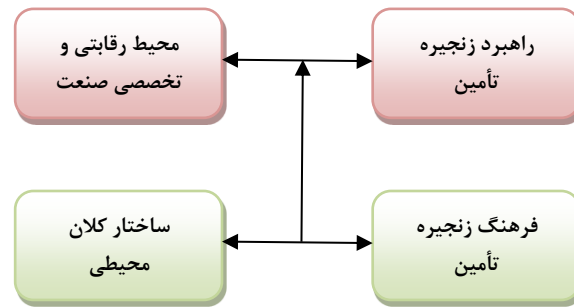 راهبرد زنجیره
تأمین
محیط رقابتی و
تخصصی صنعت
فرهنگ زنجیره
تأمین
ساختار کلان
محیطی